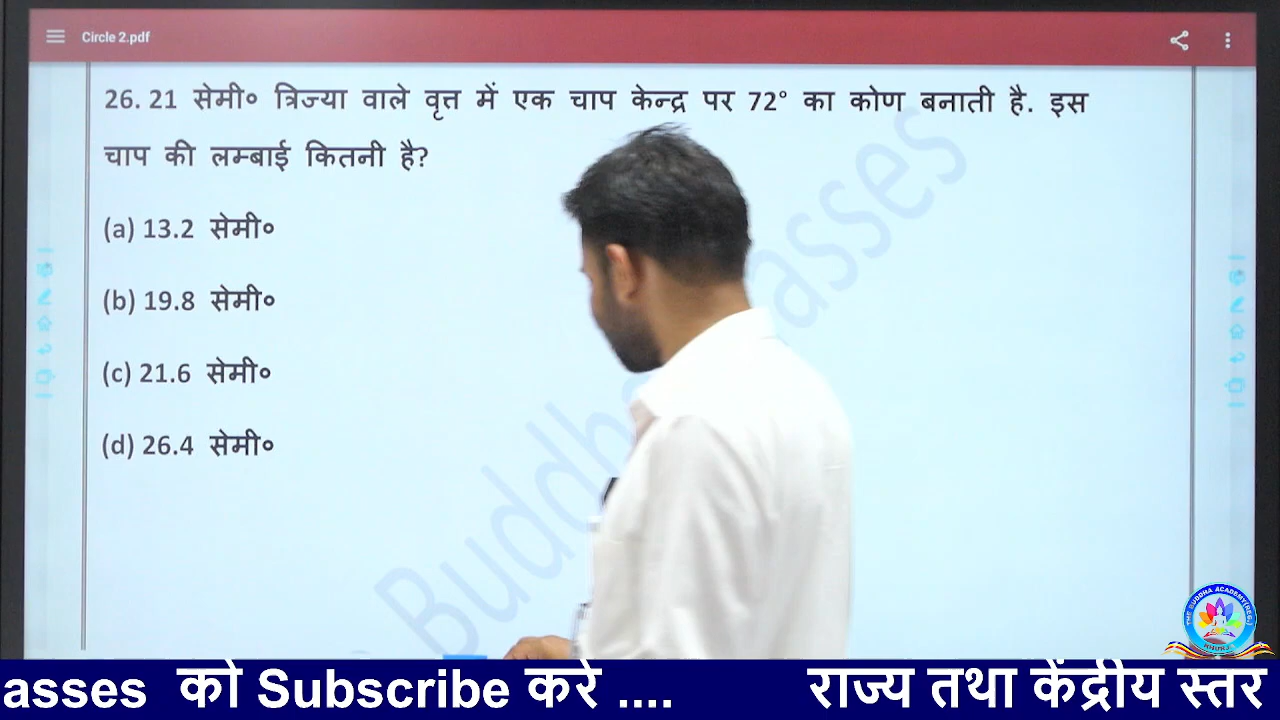 Circle 2.pdf
26. 21 सेमी० त्रिज्या वाले वृत्त में एक चाप केन्द्र पर 72° का कोण बनाती है. इस
चाप की लम्बाई कितनी है?
(a) 13.2 सेमी०
(b) 19.8 सेमी०
(c) 21.6 सेमी०
(d) 26.4 सेमी०
asses को Subscribe करे .... राज्य तथा केंद्रीय स्तर